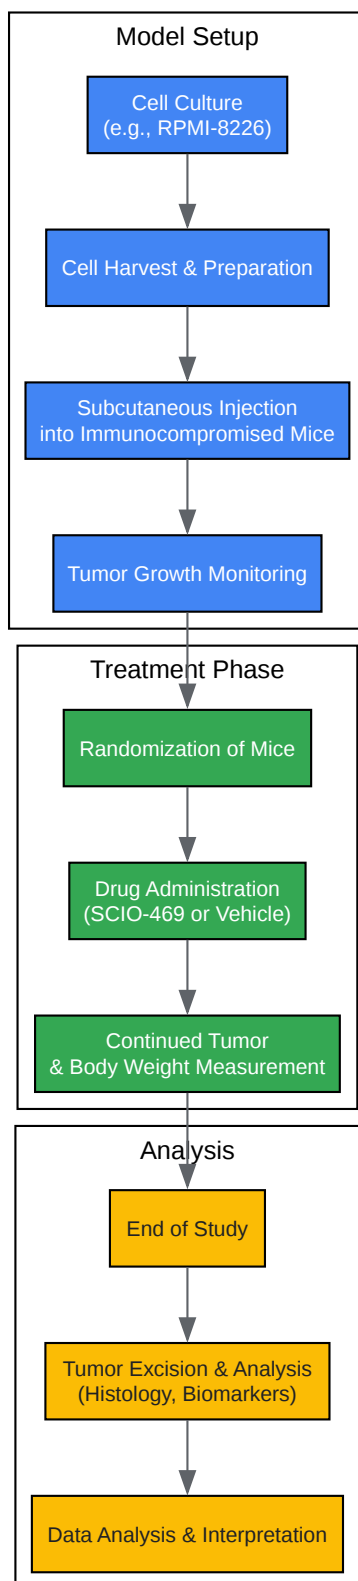 Model Setup
Cell Culture
(e.g., RPMI-8226)
Cell Harvest & Preparation
Subcutaneous Injection
into Immunocompromised Mice
Tumor Growth Monitoring
Treatment Phase
Randomization of Mice
Drug Administration
(SCIO-469 or Vehicle)
Continued Tumor
& Body Weight Measurement
Analysis
End of Study
Tumor Excision & Analysis
(Histology, Biomarkers)
Data Analysis & Interpretation